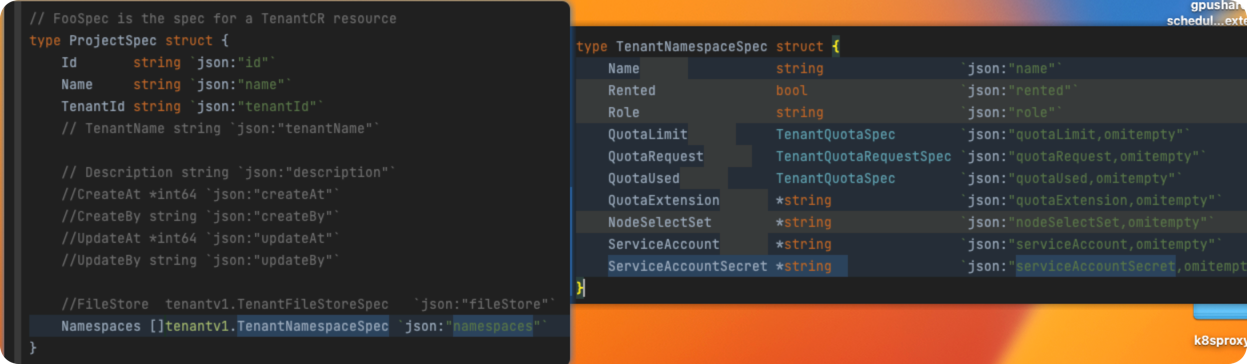 // FooSpec is the spec for a TenantCR resource
type ProjectSpec struct {
Id string `json:"id"`
Name string `json:"name"`
TenantId string `json:"tenantId"`
// TenantName string `json:"tenantName"`
// Description string `json:"description"`
//CreateAt *int64 `json:"createAt"`
//CreateBy string `json:"createBy"`
//UpdateAt *int64 `json:"updateAt"`
//UpdateBy string `json:"updateBy"`
//FileStore tenantv1.TenantFileStoreSpec `json:"fileStore"`
Namespaces []tenantv1.TenantNamespaceSpec `json:"namespaces"`
}
type TenantNamespaceSpec struct {
Name string `json:"name"`
Rented bool `json:"rented"`
Role string `json:"role"`
QuotaLimit TenantQuotaSpec `json:"quotaLimit,omitempty"`
QuotaRequest TenantQuotaRequestSpec `json:"quotaRequest,omitempty"`
QuotaUsed TenantQuotaSpec `json:"quotaUsed,omitempty"`
QuotaExtension *string `json:"quotaExtension,omitempty"`
NodeSelectSet *string `json:"nodeSelectSet,omitempty"`
ServiceAccount *string `json:"serviceAccount,omitempty"`
ServiceAccountSecret *string `json:"serviceAccountSecret,omitempt
}
gpushare
schedul...exte
k8sproxy